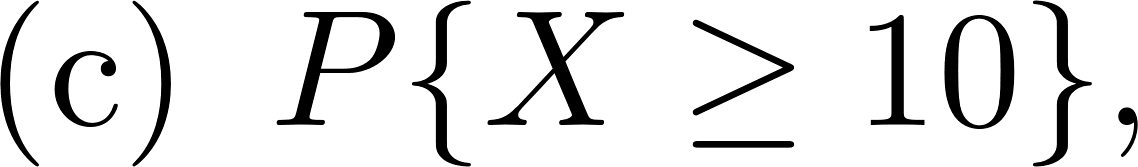 (c) P{X ≥ 10},